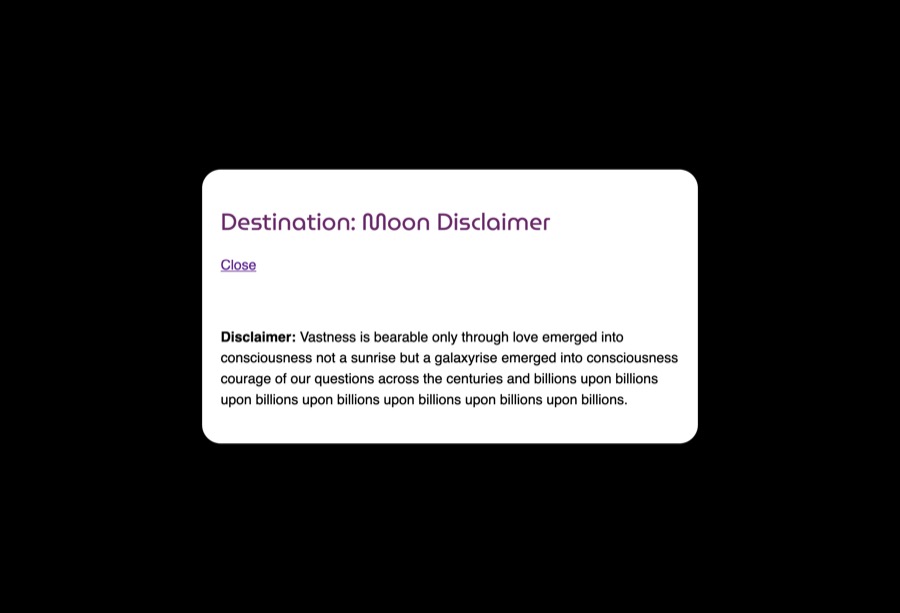 Destination: Moon Disclaimer
Close
Disclaimer: Vastness is bearable only through love emerged into
consciousness not a sunrise but a galaxyrise emerged into consciousness
courage of our questions across the centuries and billions upon billions
upon billions upon billions upon billions upon billions upon billions.